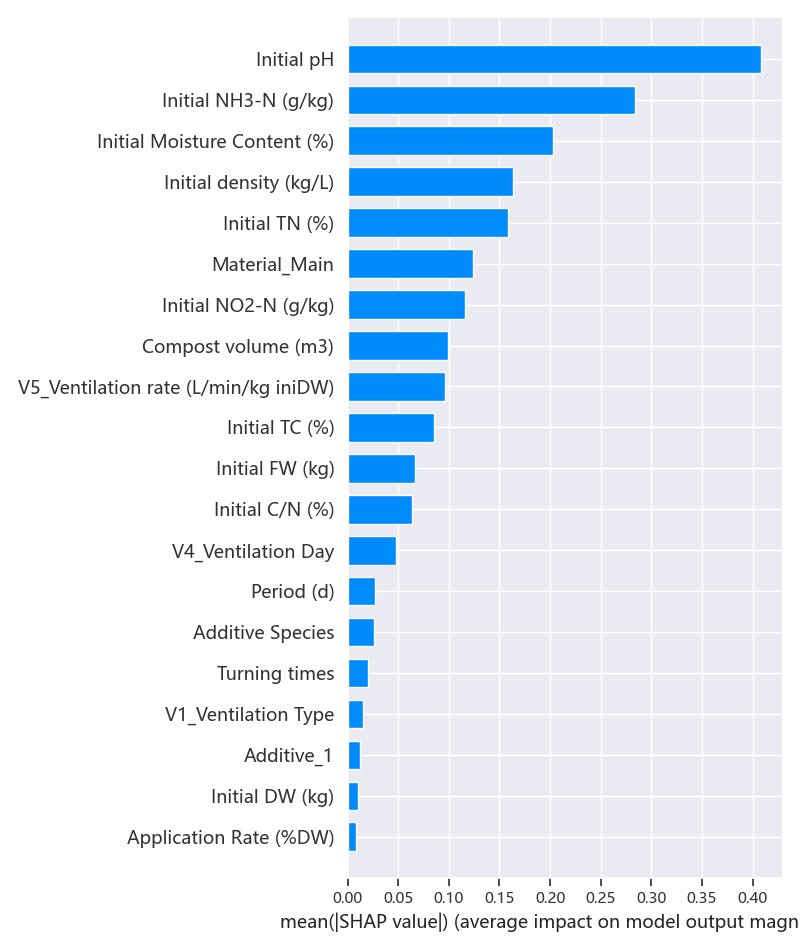 Initial pH
Initial NH3-N (g/kg)
Initial Moisture Content (%)
Initial density (kg/L)
Initial TN (%)
Material_Main
Initial NO2-N (g/kg)
Compost volume (m3)
V5_Ventilation rate (L/min/kg iniDW)
Initial TC (%)
Initial FW (kg)
Initial C/N (%)
V4_Ventilation Day
Period (d)
Additive Species
Turning times
V1_Ventilation Type
Additive_1
Initial DW (kg)
Application Rate (%DW)
0.00 0.05 0.10 0.15 0.20 0.25 0.30 0.35 0.40
mean(|SHAP value|) (average impact on model output magn